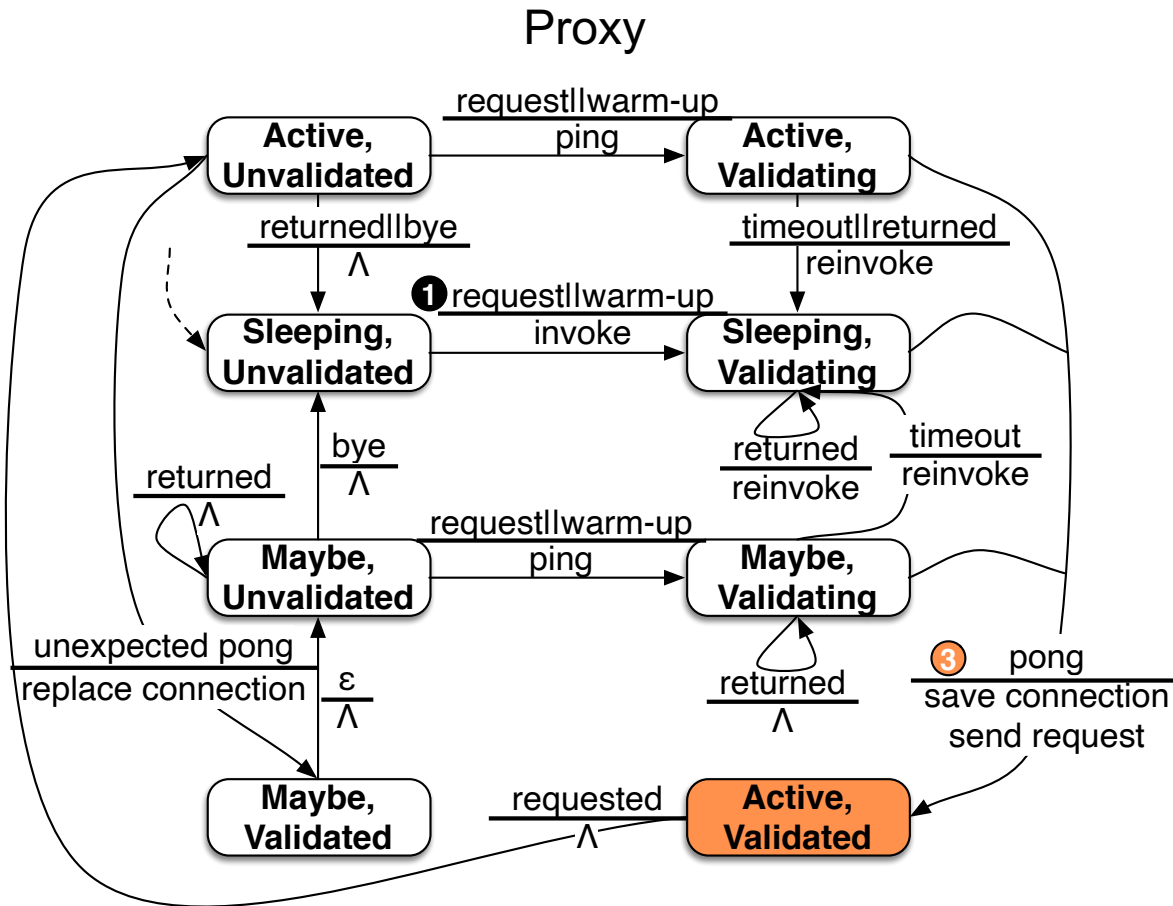 Proxy
request||warm-up
ping
Active,
Unvalidated
Active,
Validating
returned||bye
Λ
timeout||returned
reinvoke
1
request||warm-up
invoke
Sleeping,
Unvalidated
Sleeping,
Validating
bye
Λ
returned
Λ
returned
reinvoke
timeout
reinvoke
request||warm-up
ping
Maybe,
Unvalidated
Maybe,
Validating
unexpected pong
replace connection
ε
Λ
returned
Λ
3
pong
save connection
send request
Maybe,
Validated
requested
Λ
Active,
Validated